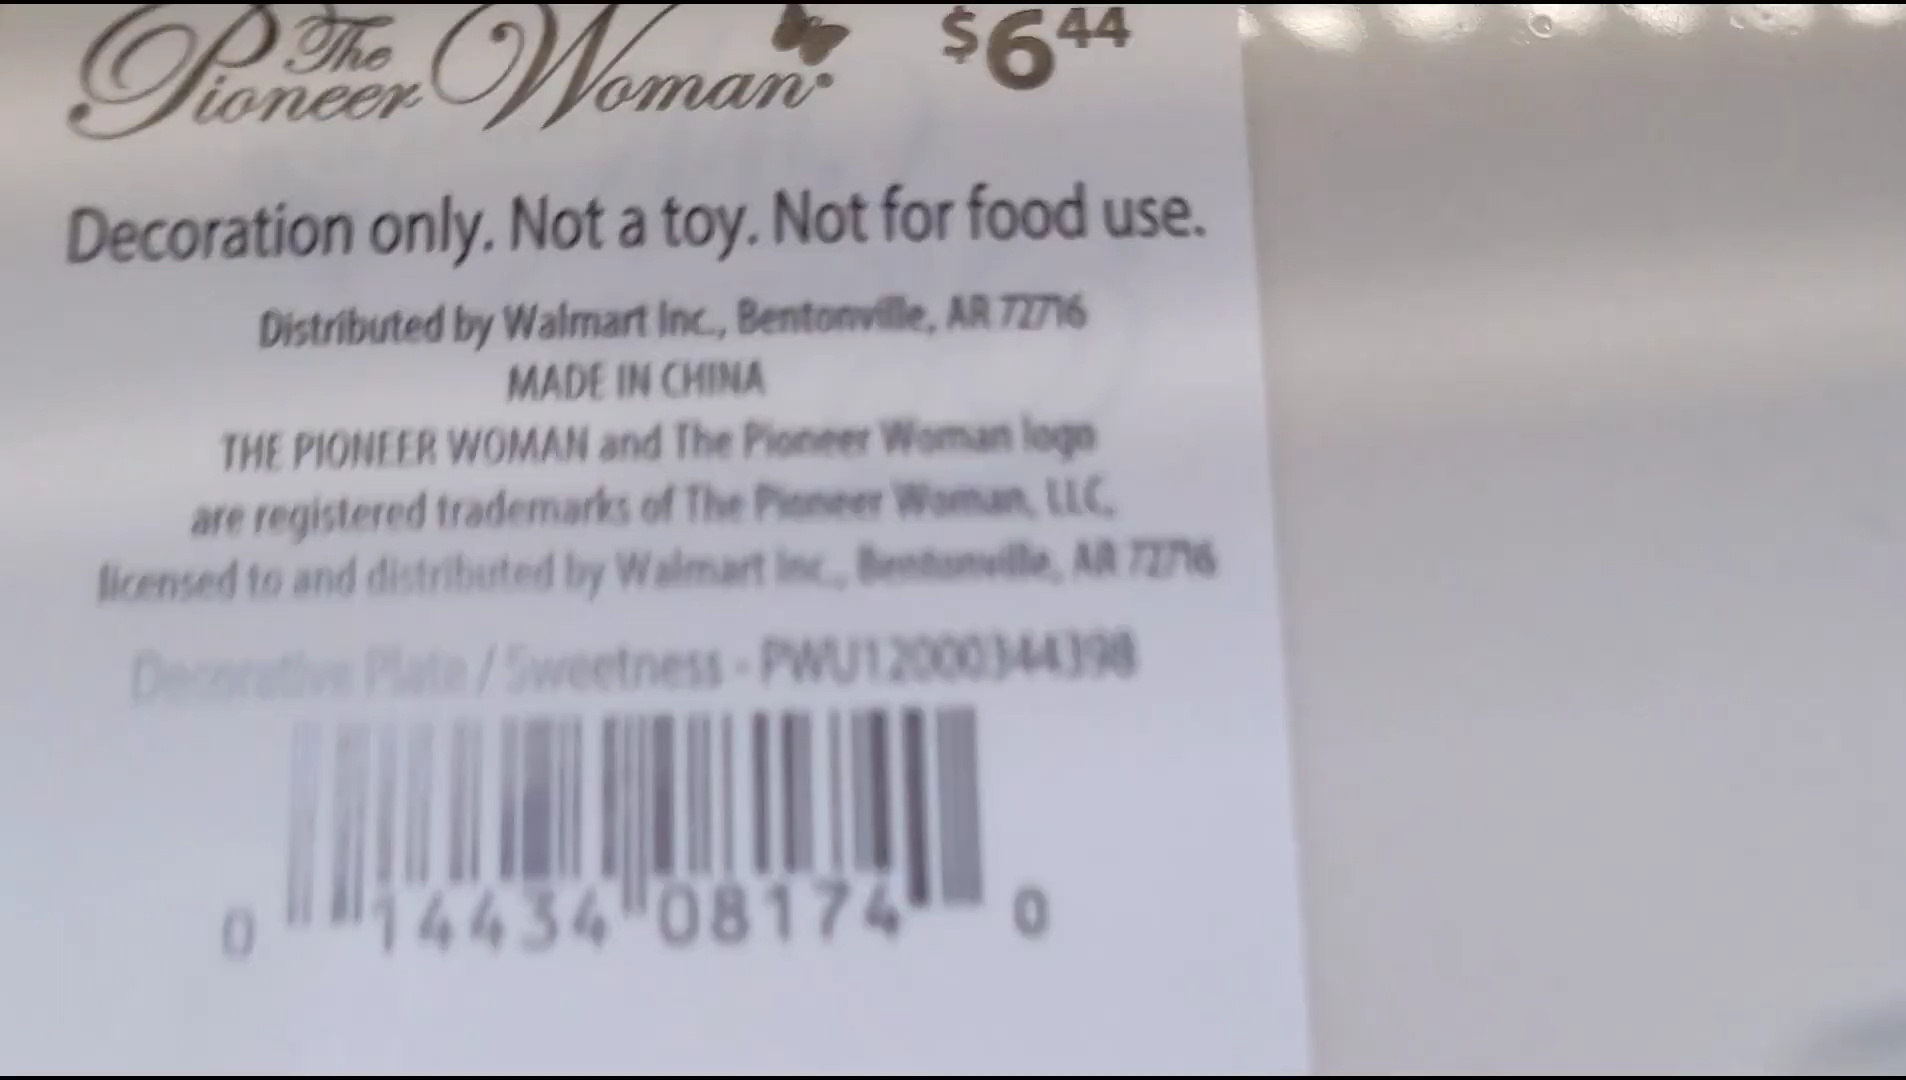 The Pioneer Woman $6.44
Decoration only. Not a toy. Not for food use.
Distributed by Walmart Inc., Bentonville, AR 72716
MADE IN CHINA
THE PIONEER WOMAN and The Pioneer Woman logo
are registered trademarks of The Pioneer Woman, LLC,
licensed to and distributed by Walmart Inc., Bentonville, AR 72716
Decorative Plate / Sweetness - PWU12000344398
0 14434 08174 0